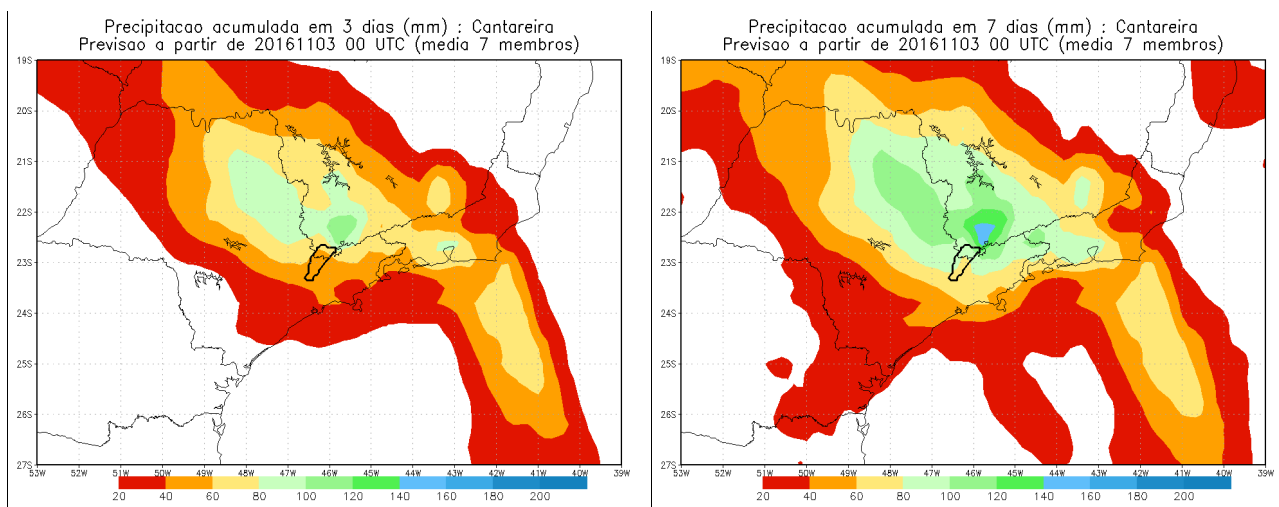 Precipitacao acumulada em 3 dias (mm) : Cantareira
Previsao a partir de 20161103 00 UTC (media 7 membros)
19S
20S
21S
22S
23S
24S
25S
26S
27S
53W 52W 51W 50W 49W 48W 47W 46W 45W 44W 43W 42W 41W 40W 39W
20 40 60 80 100 120 140 160 180 200
Precipitacao acumulada em 7 dias (mm) : Cantareira
Previsao a partir de 20161103 00 UTC (media 7 membros)
19S
20S
21S
22S
23S
24S
25S
26S
27S
53W 52W 51W 50W 49W 48W 47W 46W 45W 44W 43W 42W 41W 40W 39W
20 40 60 80 100 120 140 160 180 200